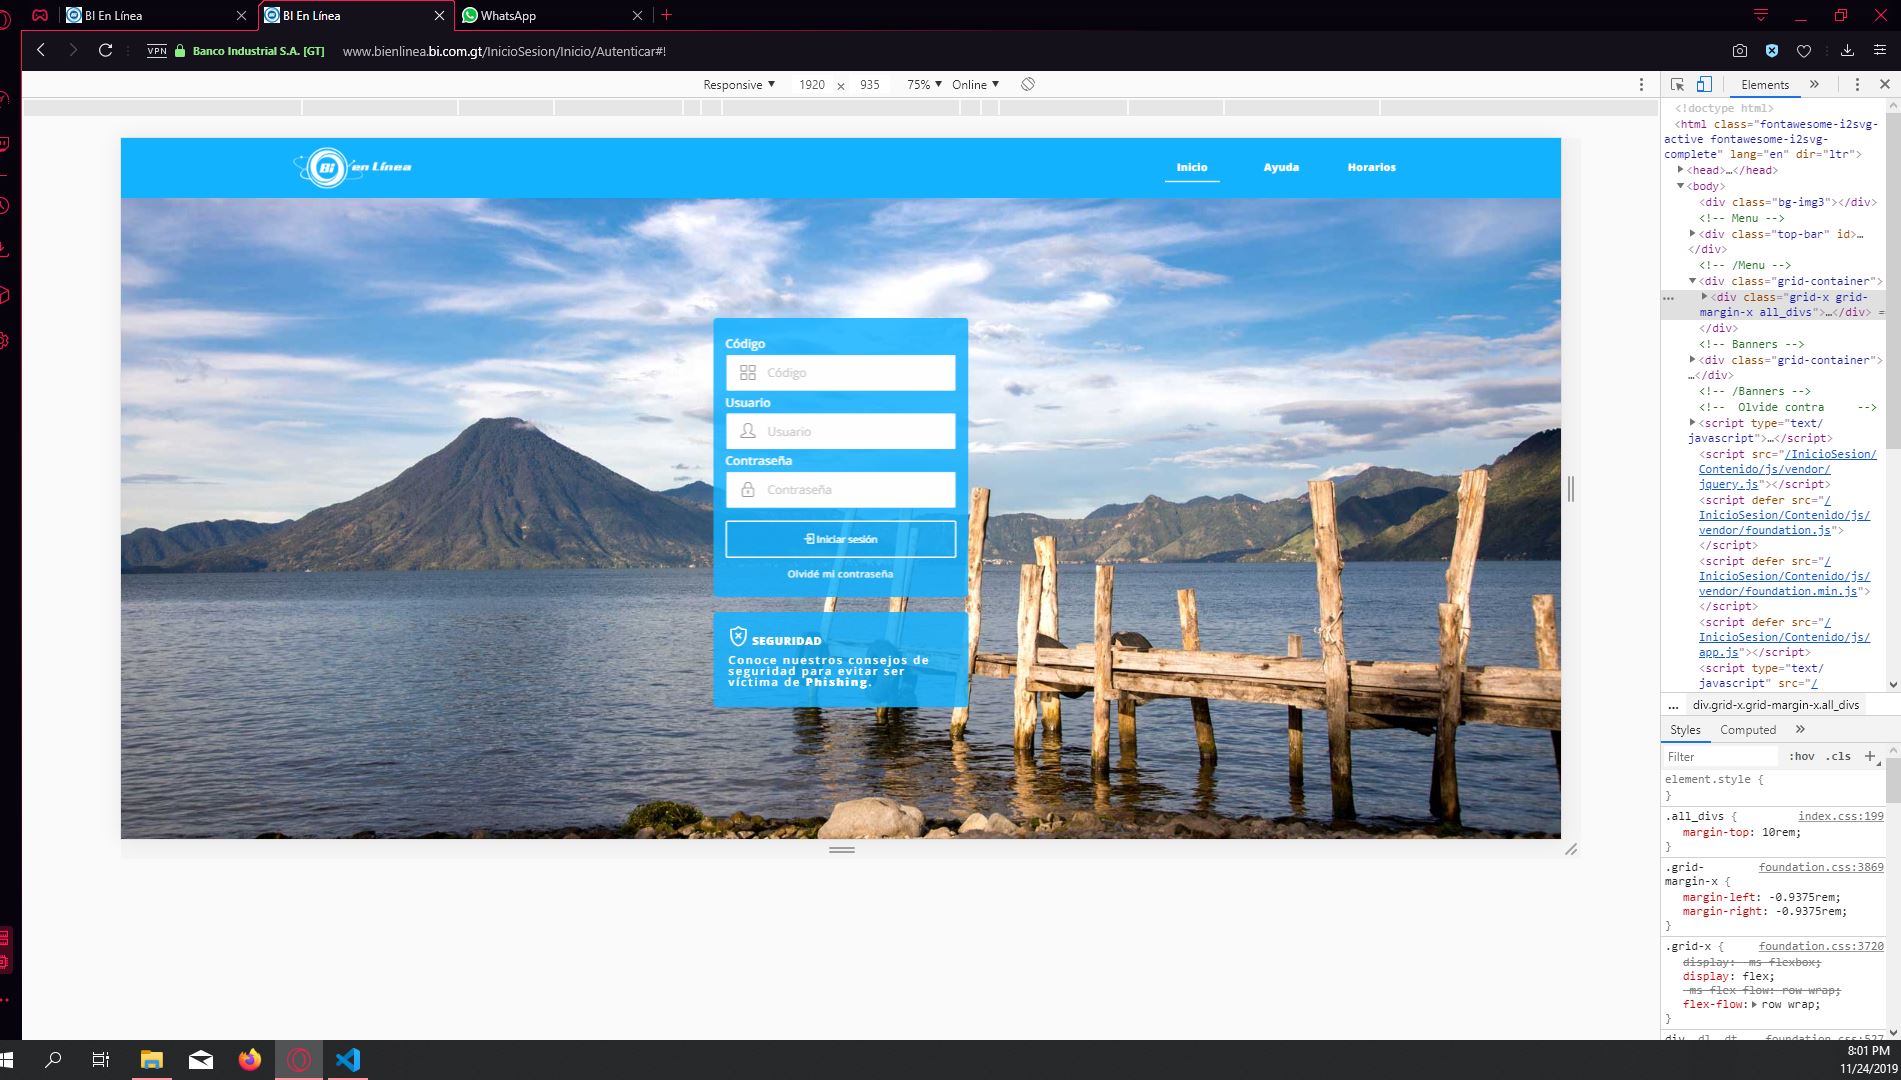 BI En Línea
BI En Línea
WhatsApp
VPN
Banco Industrial S.A. [GT]
www.bienlinea.bi.com.gt/InicioSesion/Inicio/Autenticar#!
Responsive ▼ 1920 x 935 75% ▼ Online ▼
Bi en Línea
Inicio Ayuda Horarios
Código
Código
Usuario
Usuario
Contraseña
Contraseña
Iniciar sesión
Olvidé mi contraseña
SEGURIDAD
Conoce nuestros consejos de
seguridad para evitar ser
víctima de Phishing.
Elements »
<!doctype html>
<html class="fontawesome-i2svg-
active fontawesome-i2svg-
complete" lang="en" dir="ltr">
▶<head>…</head>
▼<body>
<div class="bg-img3"></div>
<!-- Menu -->
▶<div class="top-bar" id>…
</div>
<!-- /Menu -->
▼<div class="grid-container">
… ▶<div class="grid-x grid-
margin-x all_divs">…</div> =
</div>
<!-- Banners -->
▶<div class="grid-container">
…</div>
<!-- /Banners -->
<!-- Olvide contra -->
▶<script type="text/
javascript">…</script>
<script src="/InicioSesion/
Contenido/js/vendor/
jquery.js"></script>
<script defer src="/
InicioSesion/Contenido/js/
vendor/foundation.js">
</script>
<script defer src="/
InicioSesion/Contenido/js/
vendor/foundation.min.js">
</script>
<script defer src="/
InicioSesion/Contenido/js/
app.js"></script>
<script type="text/
javascript" src="/
… div.grid-x.grid-margin-x.all_divs
Styles Computed »
Filter :hov .cls +
element.style {
}
.all_divs { index.css:199
margin-top: 10rem;
}
.grid- foundation.css:3869
margin-x {
margin-left: -0.9375rem;
margin-right: -0.9375rem;
}
.grid-x { foundation.css:3720
display: -ms-flexbox;
display: flex;
-ms-flex-flow: row wrap;
flex-flow:▶ row wrap;
}
div, dl, dt, foundation.css:527
8:01 PM
11/24/2019